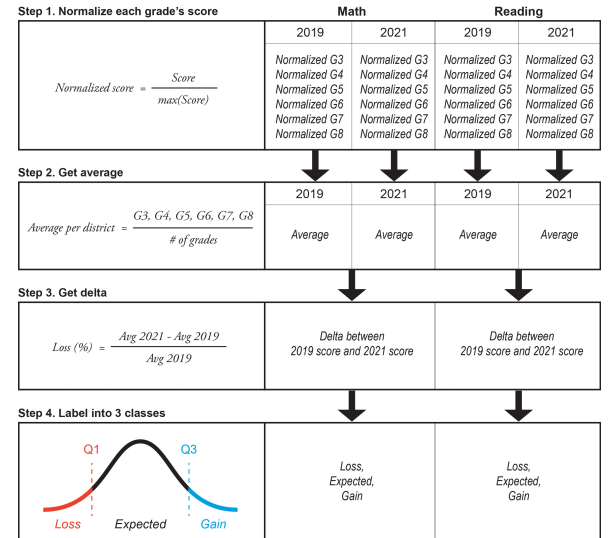 Step 1. Normalize each grade's score
Math
Reading
2019
2021
2019
2021
Normalized score = Score / max(Score)
Normalized G3
Normalized G4
Normalized G5
Normalized G6
Normalized G7
Normalized G8
Normalized G3
Normalized G4
Normalized G5
Normalized G6
Normalized G7
Normalized G8
Normalized G3
Normalized G4
Normalized G5
Normalized G6
Normalized G7
Normalized G8
Normalized G3
Normalized G4
Normalized G5
Normalized G6
Normalized G7
Normalized G8
Step 2. Get average
2019
2021
2019
2021
Average per district = G3, G4, G5, G6, G7, G8 / # of grades
Average
Average
Average
Average
Step 3. Get delta
Loss (%) = Avg 2021 - Avg 2019 / Avg 2019
Delta between
2019 score and 2021 score
Delta between
2019 score and 2021 score
Step 4. Label into 3 classes
Q1
Q3
Loss
Expected
Gain
Loss,
Expected,
Gain
Loss,
Expected,
Gain